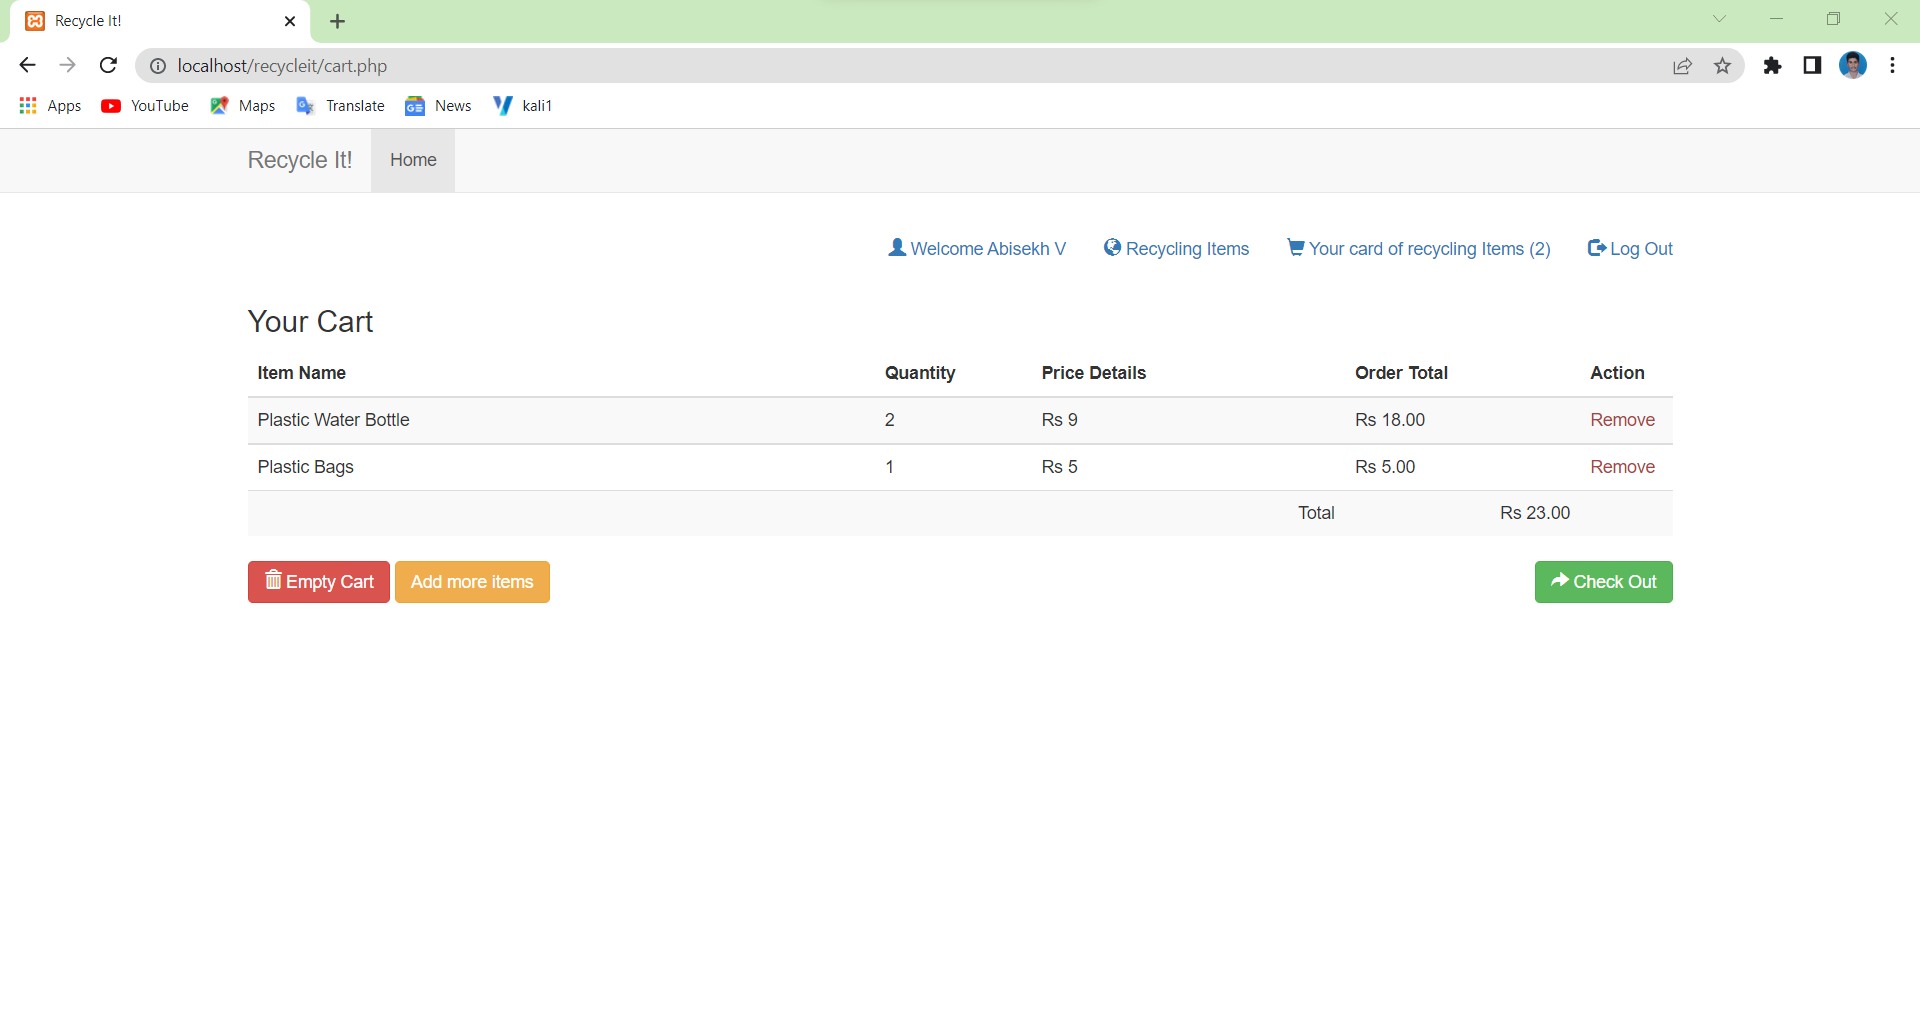 Recycle It!
localhost/recycleit/cart.php
Apps YouTube Maps Translate News kali1
Recycle It! Home
Welcome Abisekh V Recycling Items Your card of recycling Items (2) Log Out
Your Cart
Item Name Quantity Price Details Order Total Action
Plastic Water Bottle 2 Rs 9 Rs 18.00 Remove
Plastic Bags 1 Rs 5 Rs 5.00 Remove
Total Rs 23.00
Empty Cart Add more items Check Out